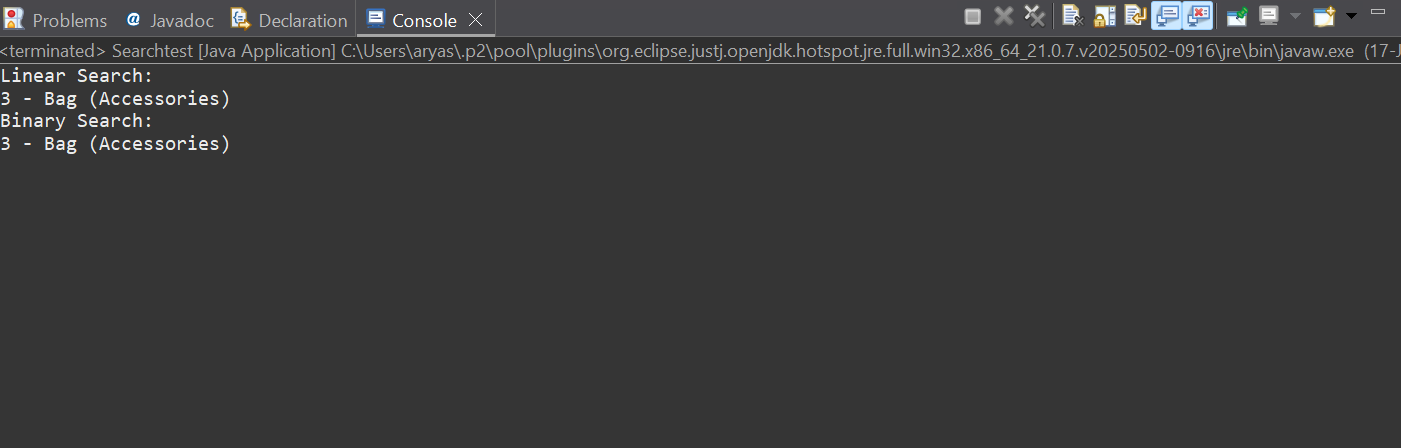 Problems Javadoc Declaration Console
<terminated> Searchtest [Java Application] C:\Users\aryas\.p2\pool\plugins\org.eclipse.justj.openjdk.hotspot.jre.full.win32.x86_64_21.0.7.v20250502-0916\jre\bin\javaw.exe (17-J
Linear Search:
3 - Bag (Accessories)
Binary Search:
3 - Bag (Accessories)